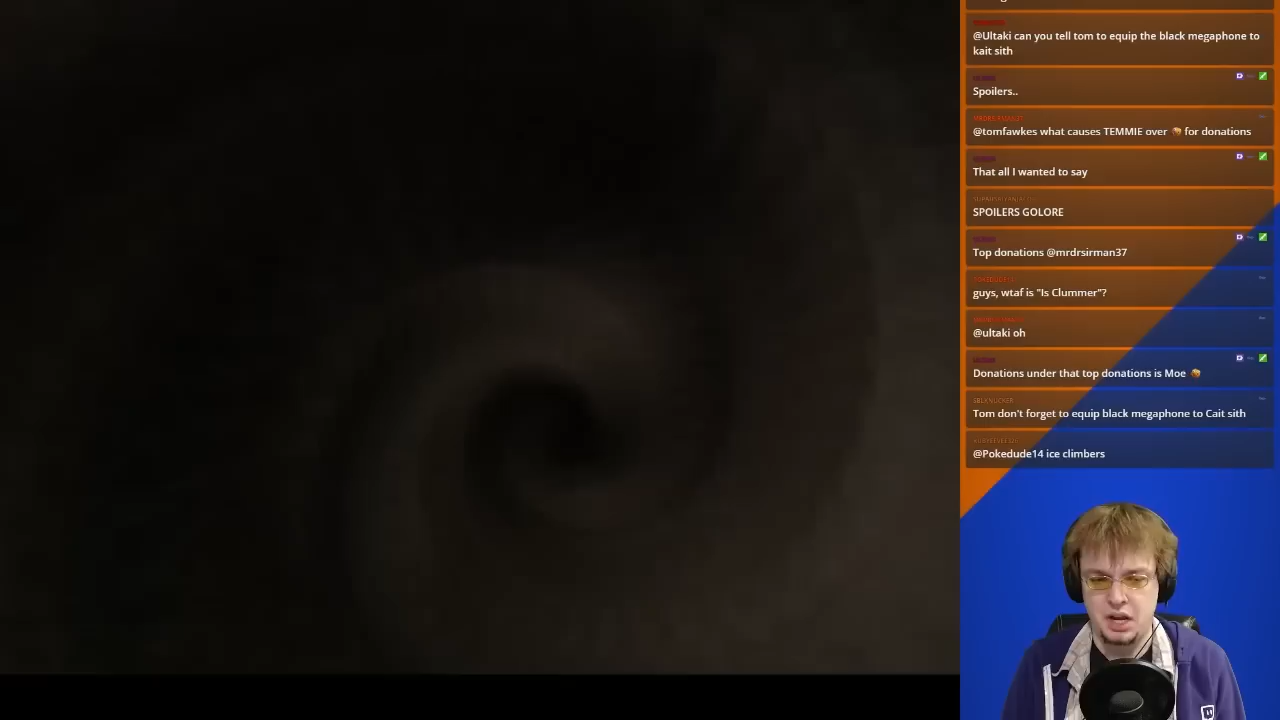 @Ultaki can you tell tom to equip the black megaphone to
kait sith
Spoilers..
@tomfawkes what causes TEMMIE over for donations
That all I wanted to say
SPOILERS GOLORE
Top donations @mrdrsirman37
guys, wtaf is "Is Clummer"?
@ultaki oh
Donations under that top donations is Moe
Tom don't forget to equip black megaphone to Cait sith
@Pokedude14 ice climbers